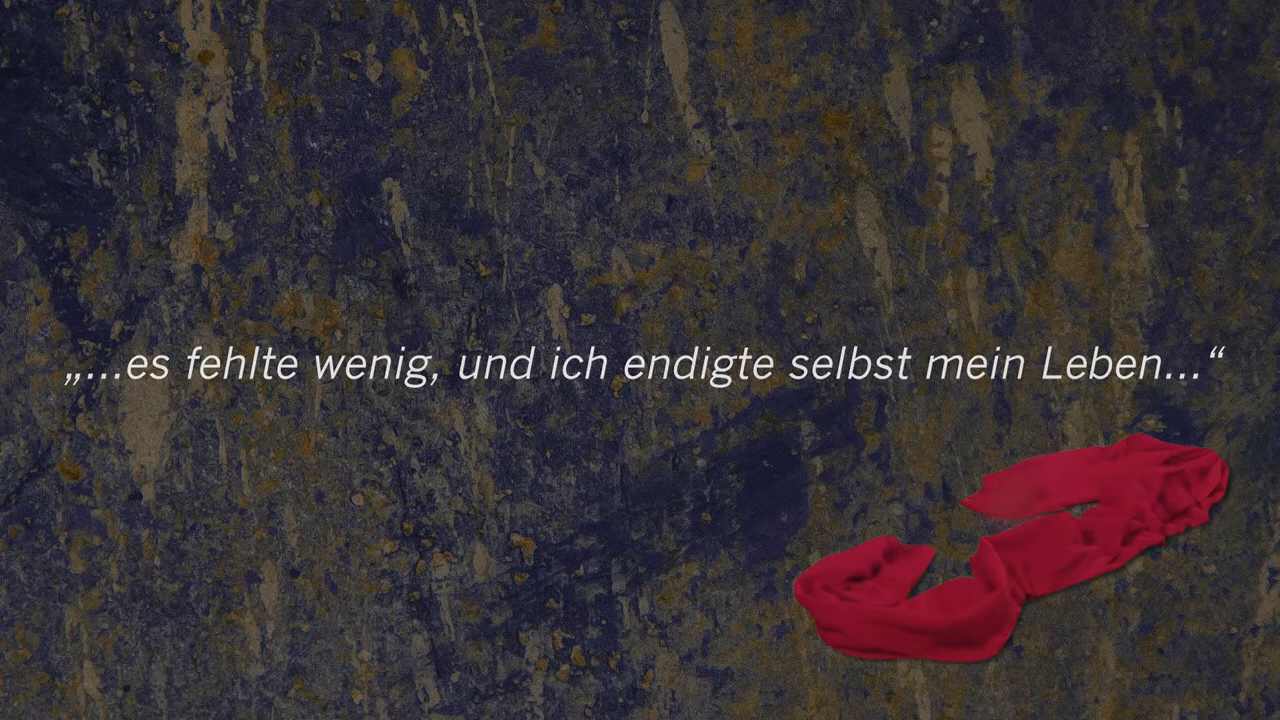 „...es fehlte wenig, und ich endigte selbst mein Leben...“